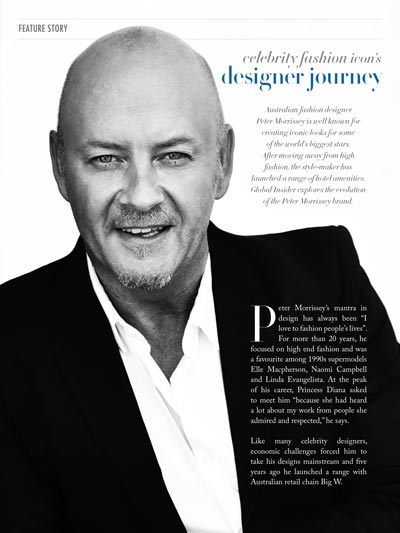 FEATURE STORY
celebrity fashion icon's
designer journey
Australian fashion designer
Peter Morrissey is well known for
creating iconic looks for some
of the world's biggest stars.
After moving away from high
fashion, the style-maker has
launched a range of hotel amenities.
Global Insider explores the evolution
of the Peter Morrissey brand.
Peter Morrissey's mantra in
design has always been "I
love to fashion people's lives".
For more than 20 years, he
focused on high end fashion and was
a favourite among 1990s supermodels
Elle Macpherson, Naomi Campbell
and Linda Evangelista. At the peak
of his career, Princess Diana asked
to meet him "because she had heard
a lot about my work from people she
admired and respected," he says.
Like many celebrity designers,
economic challenges forced him to
take his designs mainstream and five
years ago he launched a range with
Australian retail chain Big W.